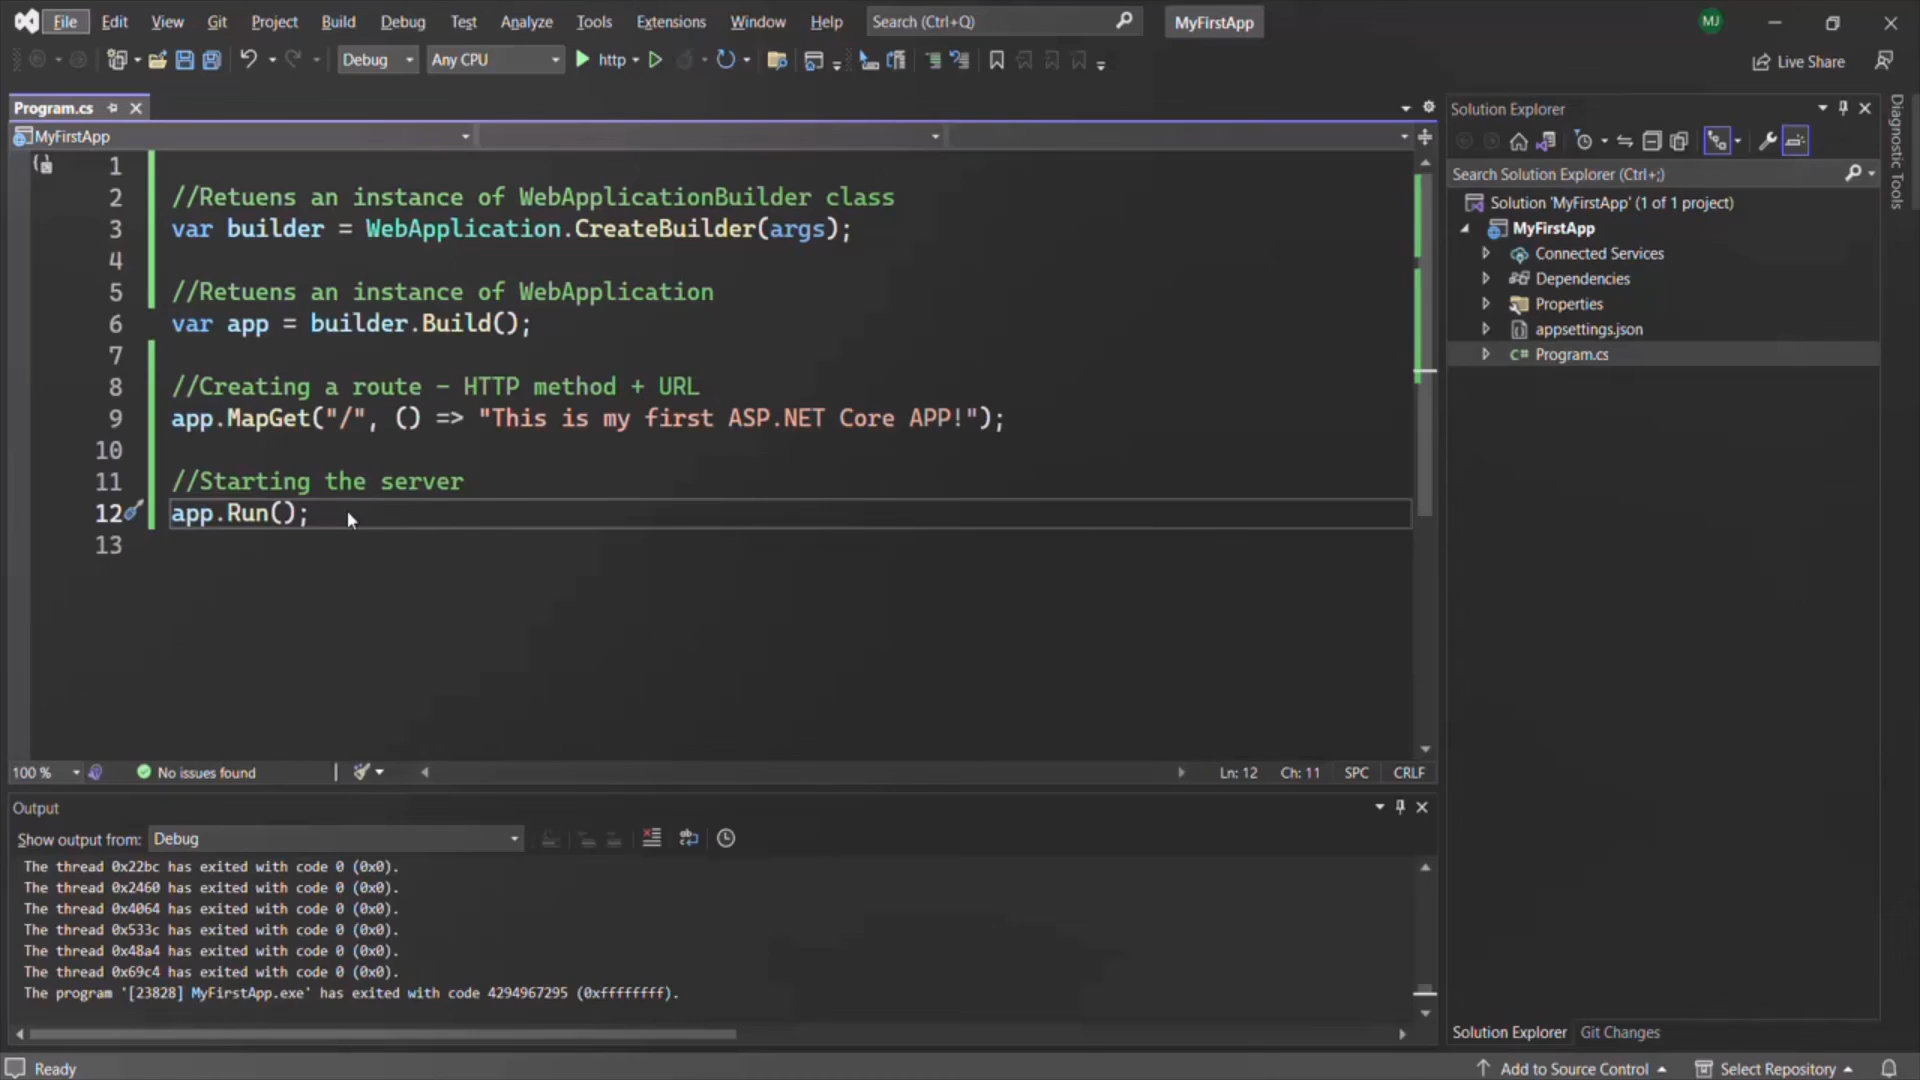 File Edit View Git Project Build Debug Test Analyze Tools Extensions Window Help Search (Ctrl+Q) MyFirstApp MJ
Debug Any CPU http Live Share
Program.cs
MyFirstApp
1
2 //Retuens an instance of WebApplicationBuilder class
3 var builder = WebApplication.CreateBuilder(args);
4
5 //Retuens an instance of WebApplication
6 var app = builder.Build();
7
8 //Creating a route - HTTP method + URL
9 app.MapGet("/", () => "This is my first ASP.NET Core APP!");
10
11 //Starting the server
12 app.Run();
13
100 % No issues found Ln: 12 Ch: 11 SPC CRLF
Output
Show output from: Debug
The thread 0x22bc has exited with code 0 (0x0).
The thread 0x2460 has exited with code 0 (0x0).
The thread 0x4064 has exited with code 0 (0x0).
The thread 0x533c has exited with code 0 (0x0).
The thread 0x48a4 has exited with code 0 (0x0).
The thread 0x69c4 has exited with code 0 (0x0).
The program '[23828] MyFirstApp.exe' has exited with code 4294967295 (0xffffffff).
Solution Explorer
Search Solution Explorer (Ctrl+;)
Solution 'MyFirstApp' (1 of 1 project)
MyFirstApp
Connected Services
Dependencies
Properties
appsettings.json
C# Program.cs
Solution Explorer Git Changes
Diagnostic Tools
Ready Add to Source Control Select Repository